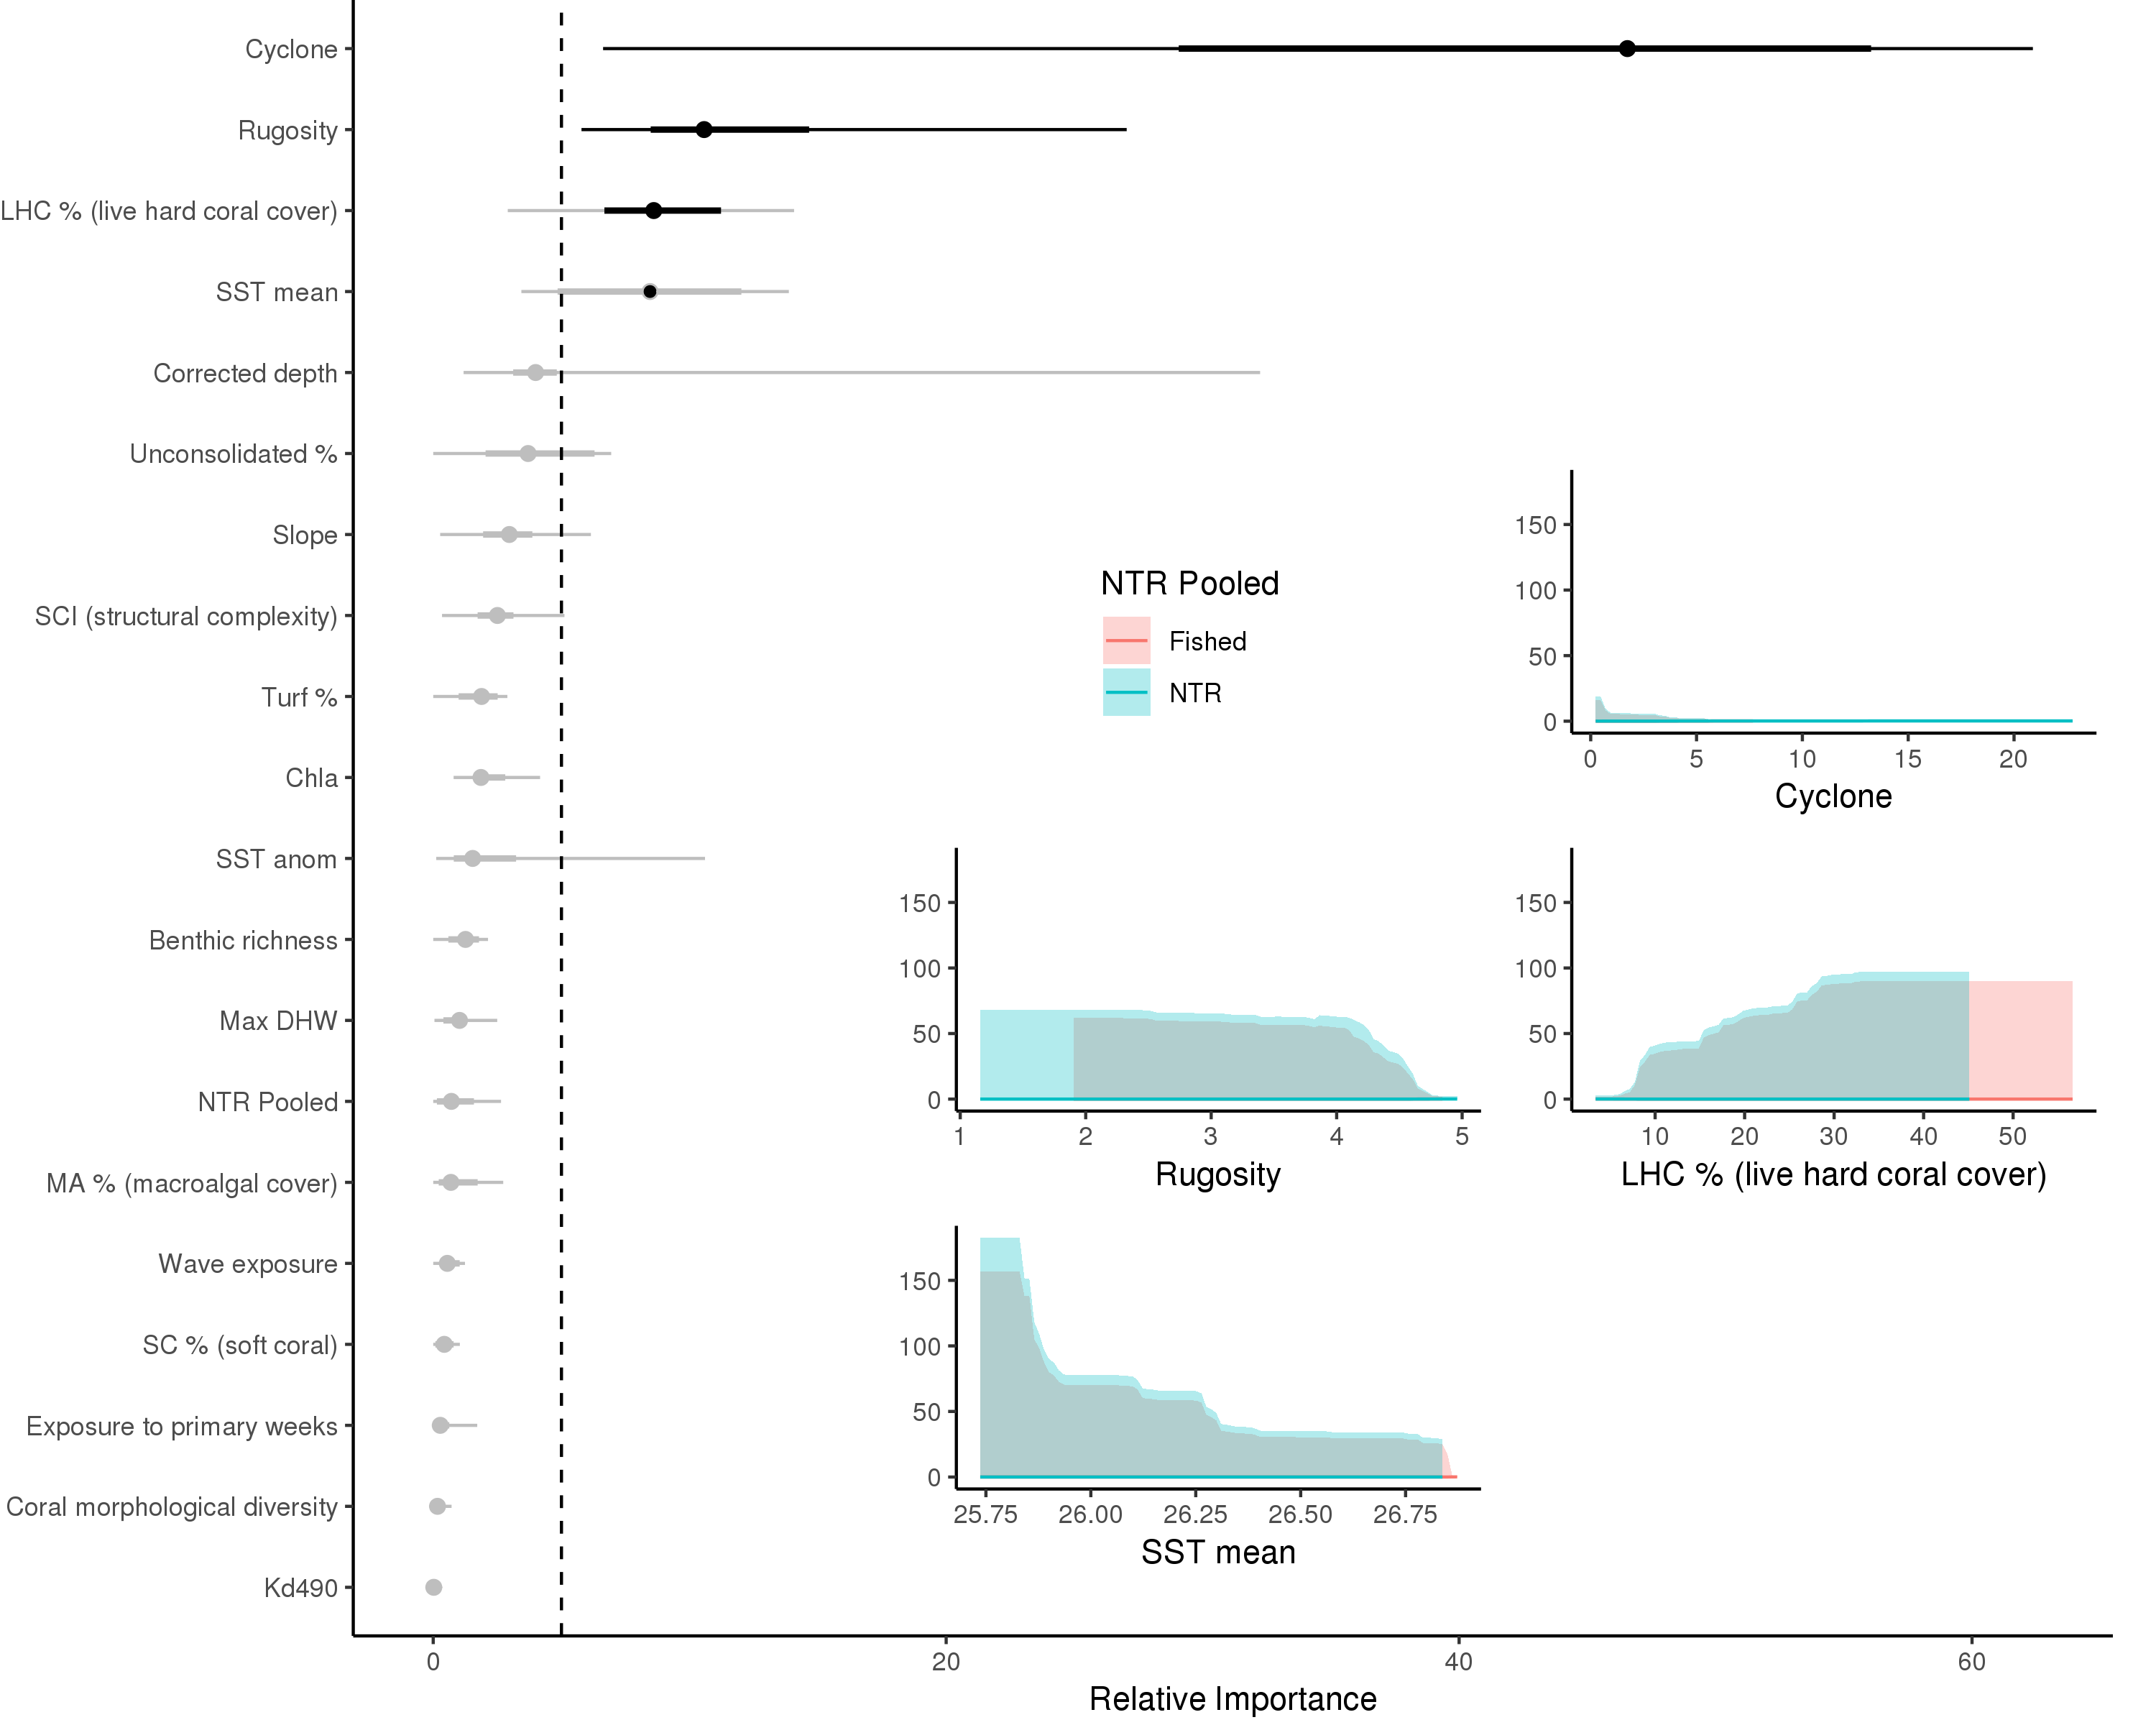 Cyclone
Rugosity
LHC % (live hard coral cover)
SST mean
Corrected depth
Unconsolidated %
Slope
SCI (structural complexity)
Turf %
Chla
SST anom
Benthic richness
Max DHW
NTR Pooled
MA % (macroalgal cover)
Wave exposure
SC % (soft coral)
Exposure to primary weeks
Coral morphological diversity
Kd490
0 20 40 60
Relative Importance
NTR Pooled
Fished
NTR
150
100
50
0
0 5 10 15 20
Cyclone
150
100
50
0
1 2 3 4 5
Rugosity
150
100
50
0
10 20 30 40 50
LHC % (live hard coral cover)
150
100
50
0
25.75 26.00 26.25 26.50 26.75
SST mean